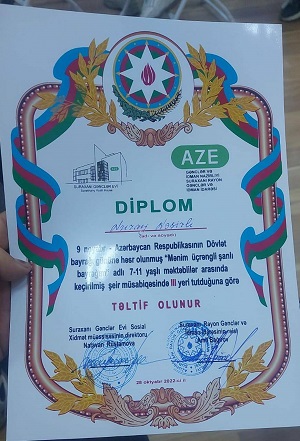 AZE
GƏNCLƏR VƏ
İDMAN NAZİRLİYİ
SURAXANI RAYON
GƏNCLƏR VƏ
İDMAN İDARƏSİ
SURAXANI GƏNCLƏR EVİ
DİPLOM
Nuray
(adı və soyadı)
9 noyabr - Azərbaycan Respublikasının Dövlət
bayrağı gününə həsr olunmuş "Mənim üçrəngli şanlı
bayrağım" adlı 7-11 yaşlı məktəblilər arasında
keçirilmiş şeir müsabiqəsində III yeri tutduğuna görə
TƏLTİF OLUNUR
Suraxanı Gənclər Evi Sosial
Xidmət müəssisəsinin direktoru
Natəvan Rüstəmova
Suraxanı Rayon Gənclər və
İdman İdarəsinin rəisi
28 oktyabr 2022-ci il